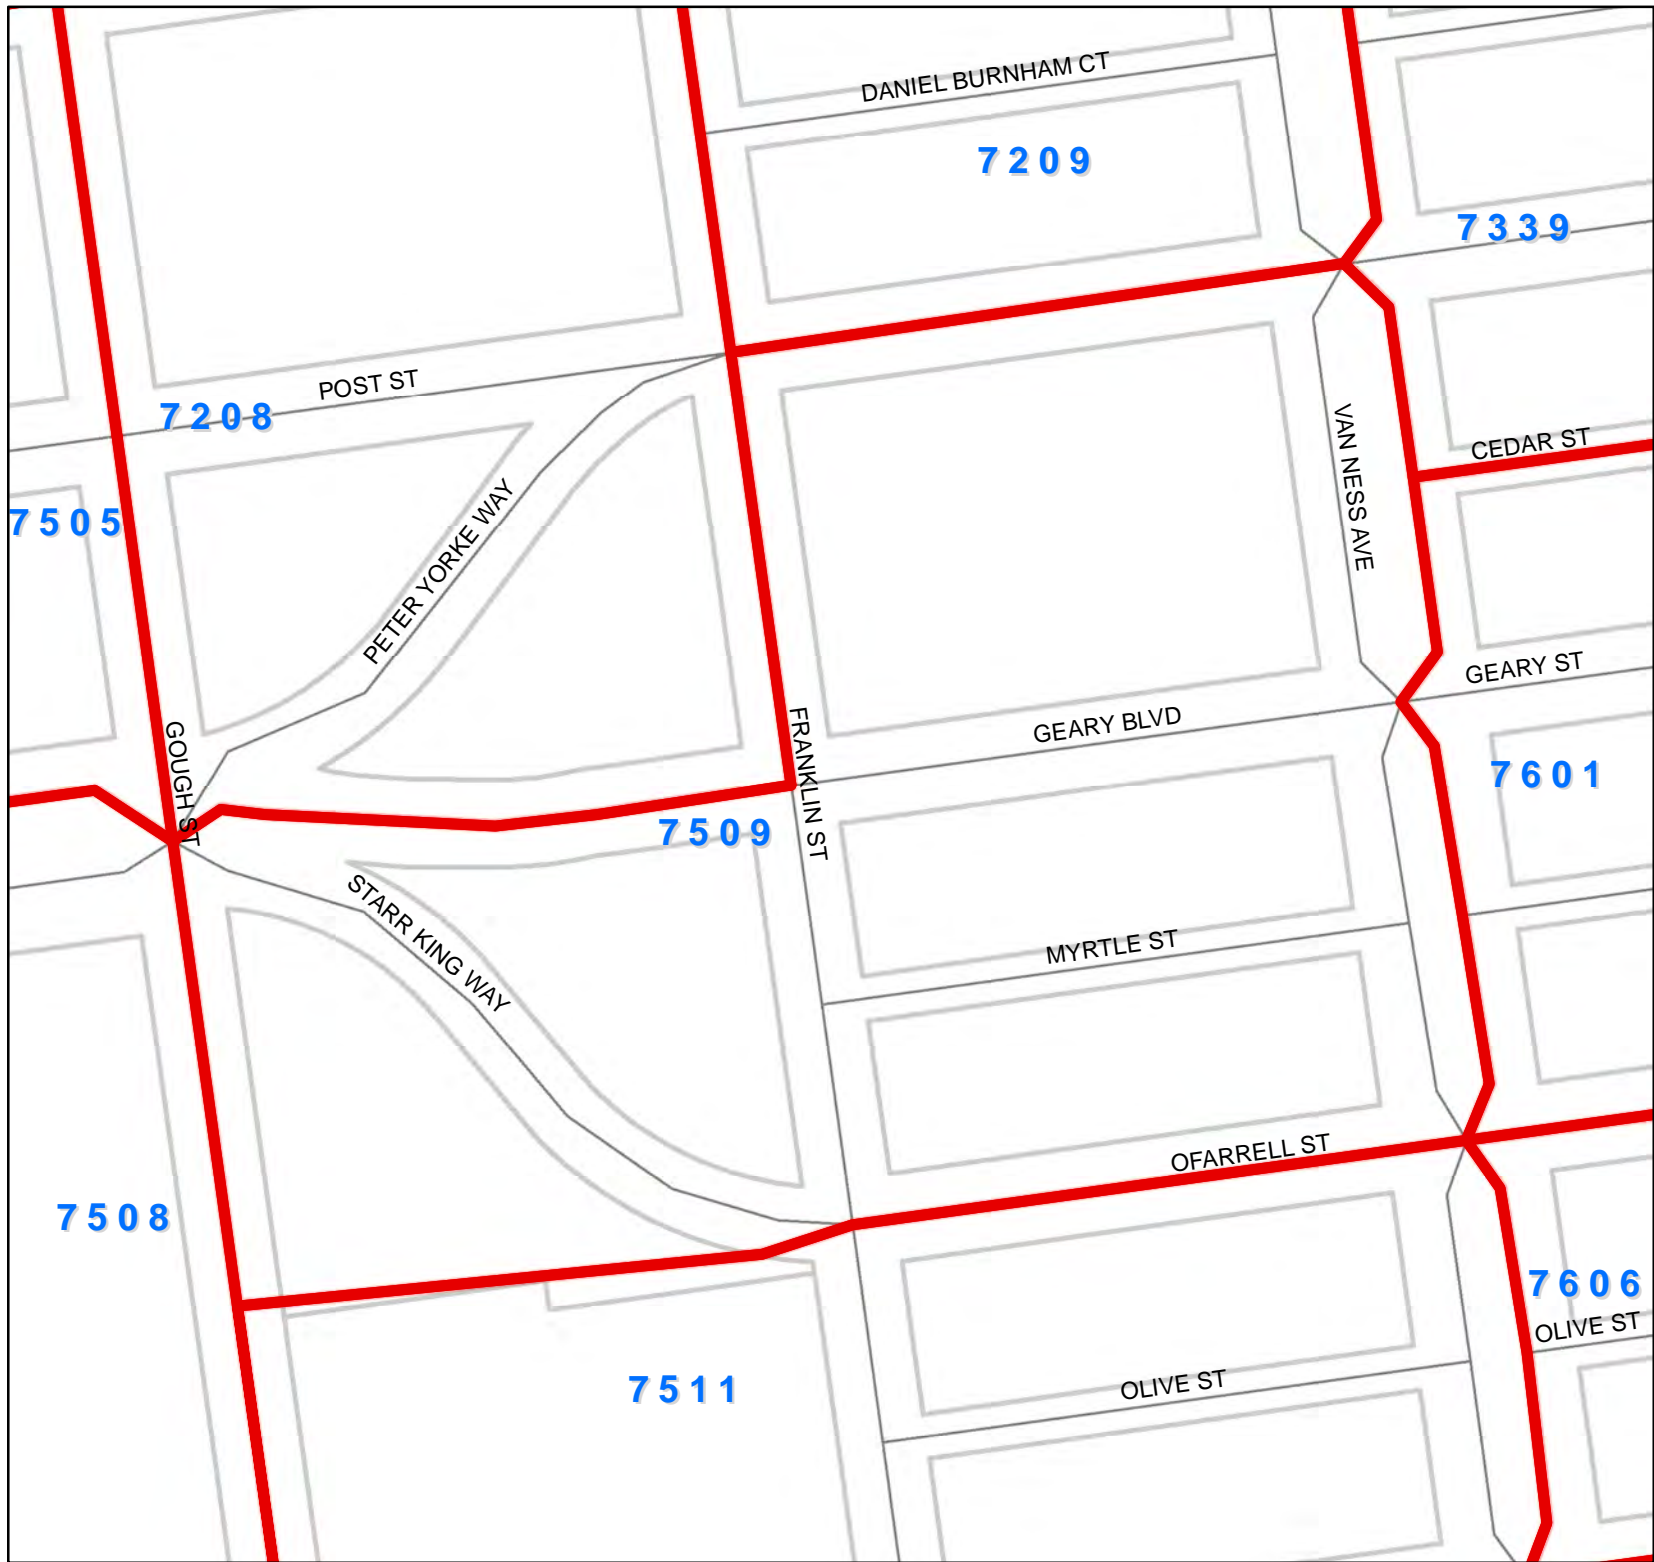 DANIEL BURNHAM CT
7209
7339
POST ST
7208
VAN NESS AVE
CEDAR ST
7505
PETER YORKE WAY
GEARY ST
GEARY BLVD
GOUGH ST
FRANKLIN ST
7601
7509
STARR KING WAY
MYRTLE ST
OFARRELL ST
7508
7606
OLIVE ST
OLIVE ST
7511